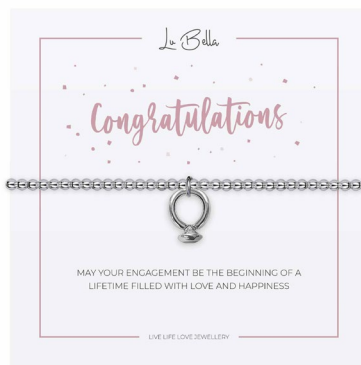 Lu Bella
Congratulations
MAY YOUR ENGAGEMENT BE THE BEGINNING OF A
LIFETIME FILLED WITH LOVE AND HAPPINESS
LIVE LIFE LOVE JEWELLERY